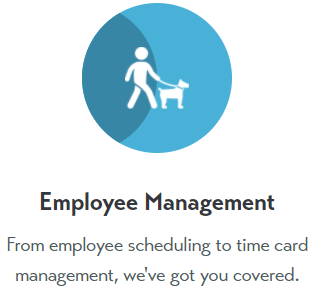 Employee Management
From employee scheduling to time card
management, we've got you covered.